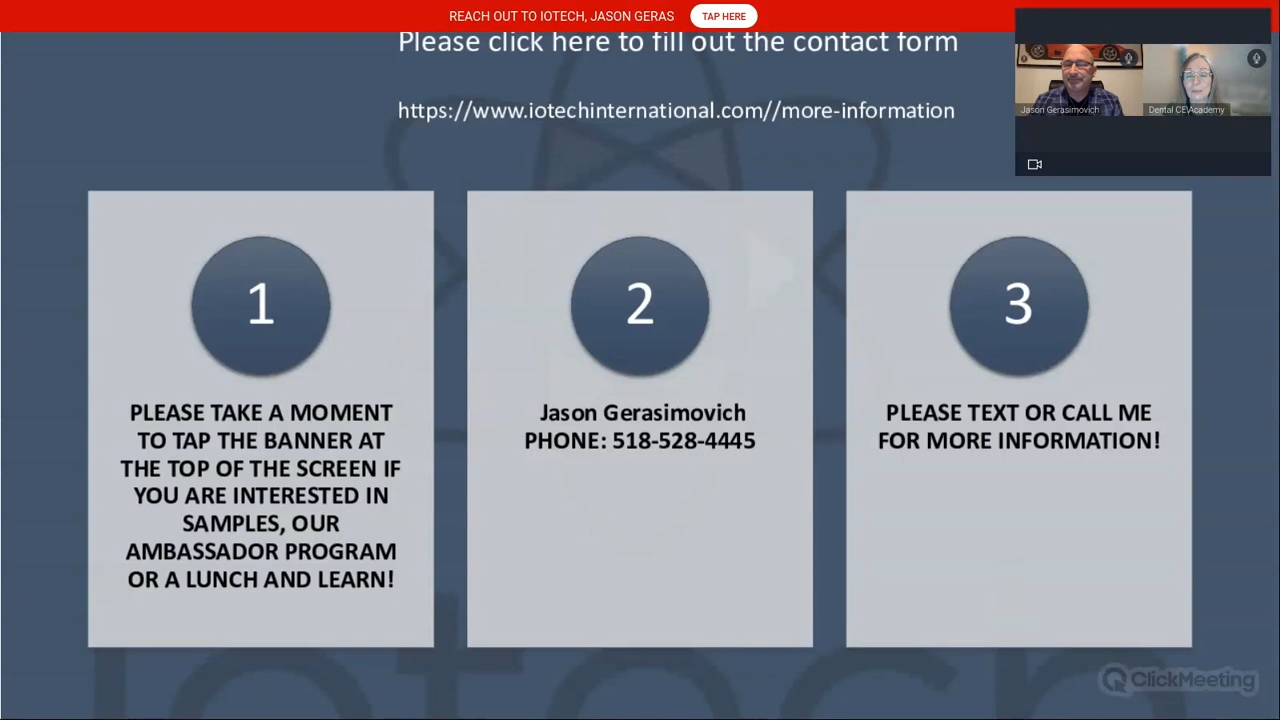 REACH OUT TO IOTECH, JASON GERAS
TAP HERE
Please click here to fill out the contact form
https://www.iotechinternational.com//more-information
Jason Gerasimovich
Dental CE Academy
1
PLEASE TAKE A MOMENT
TO TAP THE BANNER AT
THE TOP OF THE SCREEN IF
YOU ARE INTERESTED IN
SAMPLES, OUR
AMBASSADOR PROGRAM
OR A LUNCH AND LEARN!
2
Jason Gerasimovich
PHONE: 518-528-4445
3
PLEASE TEXT OR CALL ME
FOR MORE INFORMATION!
iotech
ClickMeeting